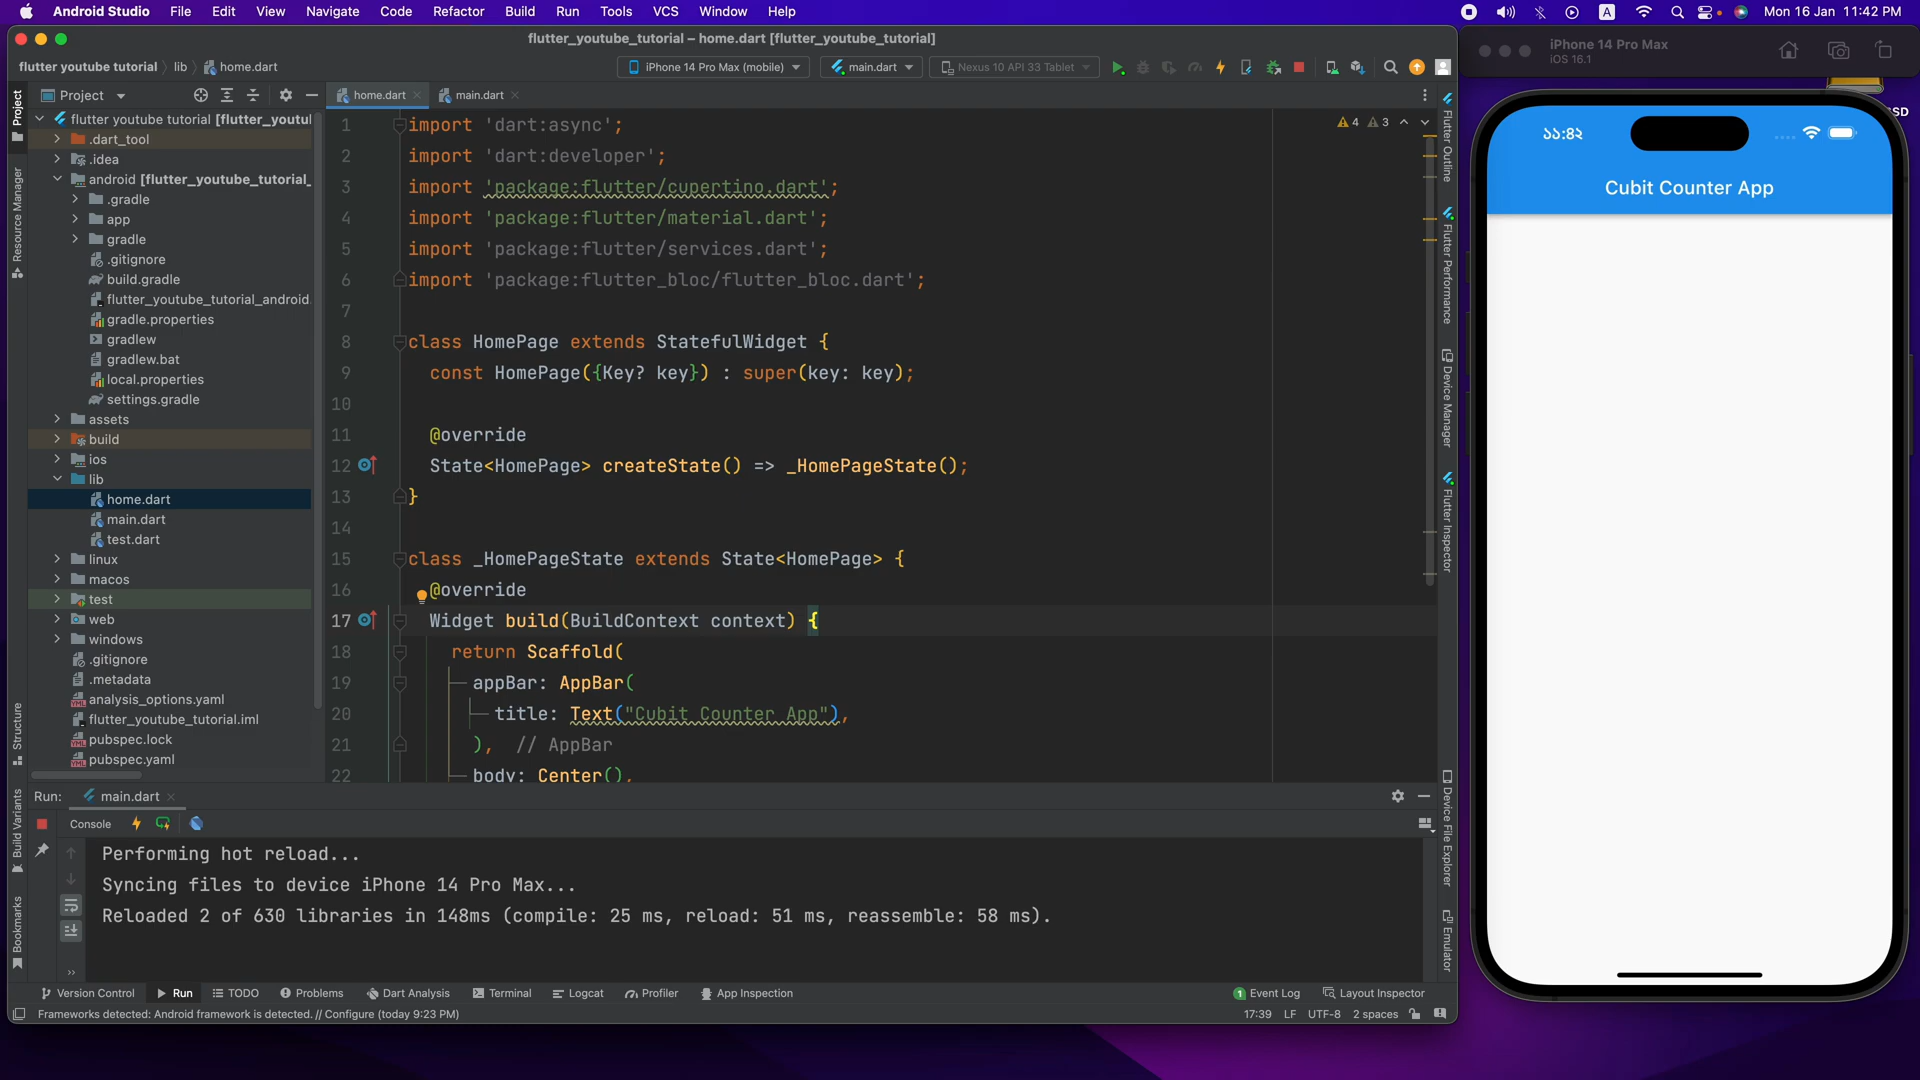 Android Studio File Edit View Navigate Code Refactor Build Run Tools VCS Window Help
A Mon 16 Jan 11:42 PM
flutter_youtube_tutorial – home.dart [flutter_youtube_tutorial]
flutter youtube tutorial lib home.dart
iPhone 14 Pro Max (mobile) main.dart Nexus 10 API 33 Tablet
Project
home.dart main.dart
Project
Resource Manager
Structure
Build Variants
Bookmarks
flutter youtube tutorial [flutter_youtu
.dart_tool
.idea
android [flutter_youtube_tutorial_
.gradle
app
gradle
.gitignore
build.gradle
flutter_youtube_tutorial_android.
gradle.properties
gradlew
gradlew.bat
local.properties
settings.gradle
assets
build
ios
lib
home.dart
main.dart
test.dart
linux
macos
test
web
windows
.gitignore
.metadata
analysis_options.yaml
flutter_youtube_tutorial.iml
pubspec.lock
pubspec.yaml
4 3
1 import 'dart:async';
2 import 'dart:developer';
3 import 'package:flutter/cupertino.dart';
4 import 'package:flutter/material.dart';
5 import 'package:flutter/services.dart';
6 import 'package:flutter_bloc/flutter_bloc.dart';
7
8 class HomePage extends StatefulWidget {
9 const HomePage({Key? key}) : super(key: key);
10
11 @override
12 State<HomePage> createState() => _HomePageState();
13 }
14
15 class _HomePageState extends State<HomePage> {
16 @override
17 Widget build(BuildContext context) {
18 return Scaffold(
19 appBar: AppBar(
20 title: Text("Cubit Counter App"),
21 ), // AppBar
22 body: Center(),
Flutter Outline
Flutter Performance
Device Manager
Flutter Inspector
Device File Explorer
Emulator
Run: main.dart
Console
Performing hot reload...
Syncing files to device iPhone 14 Pro Max...
Reloaded 2 of 630 libraries in 148ms (compile: 25 ms, reload: 51 ms, reassemble: 58 ms).
Version Control Run TODO Problems Dart Analysis Terminal Logcat Profiler App Inspection
1 Event Log Layout Inspector
Frameworks detected: Android framework is detected. // Configure (today 9:23 PM)
17:39 LF UTF-8 2 spaces
iPhone 14 Pro Max
iOS 16.1
SD
১১:৪২
Cubit Counter App